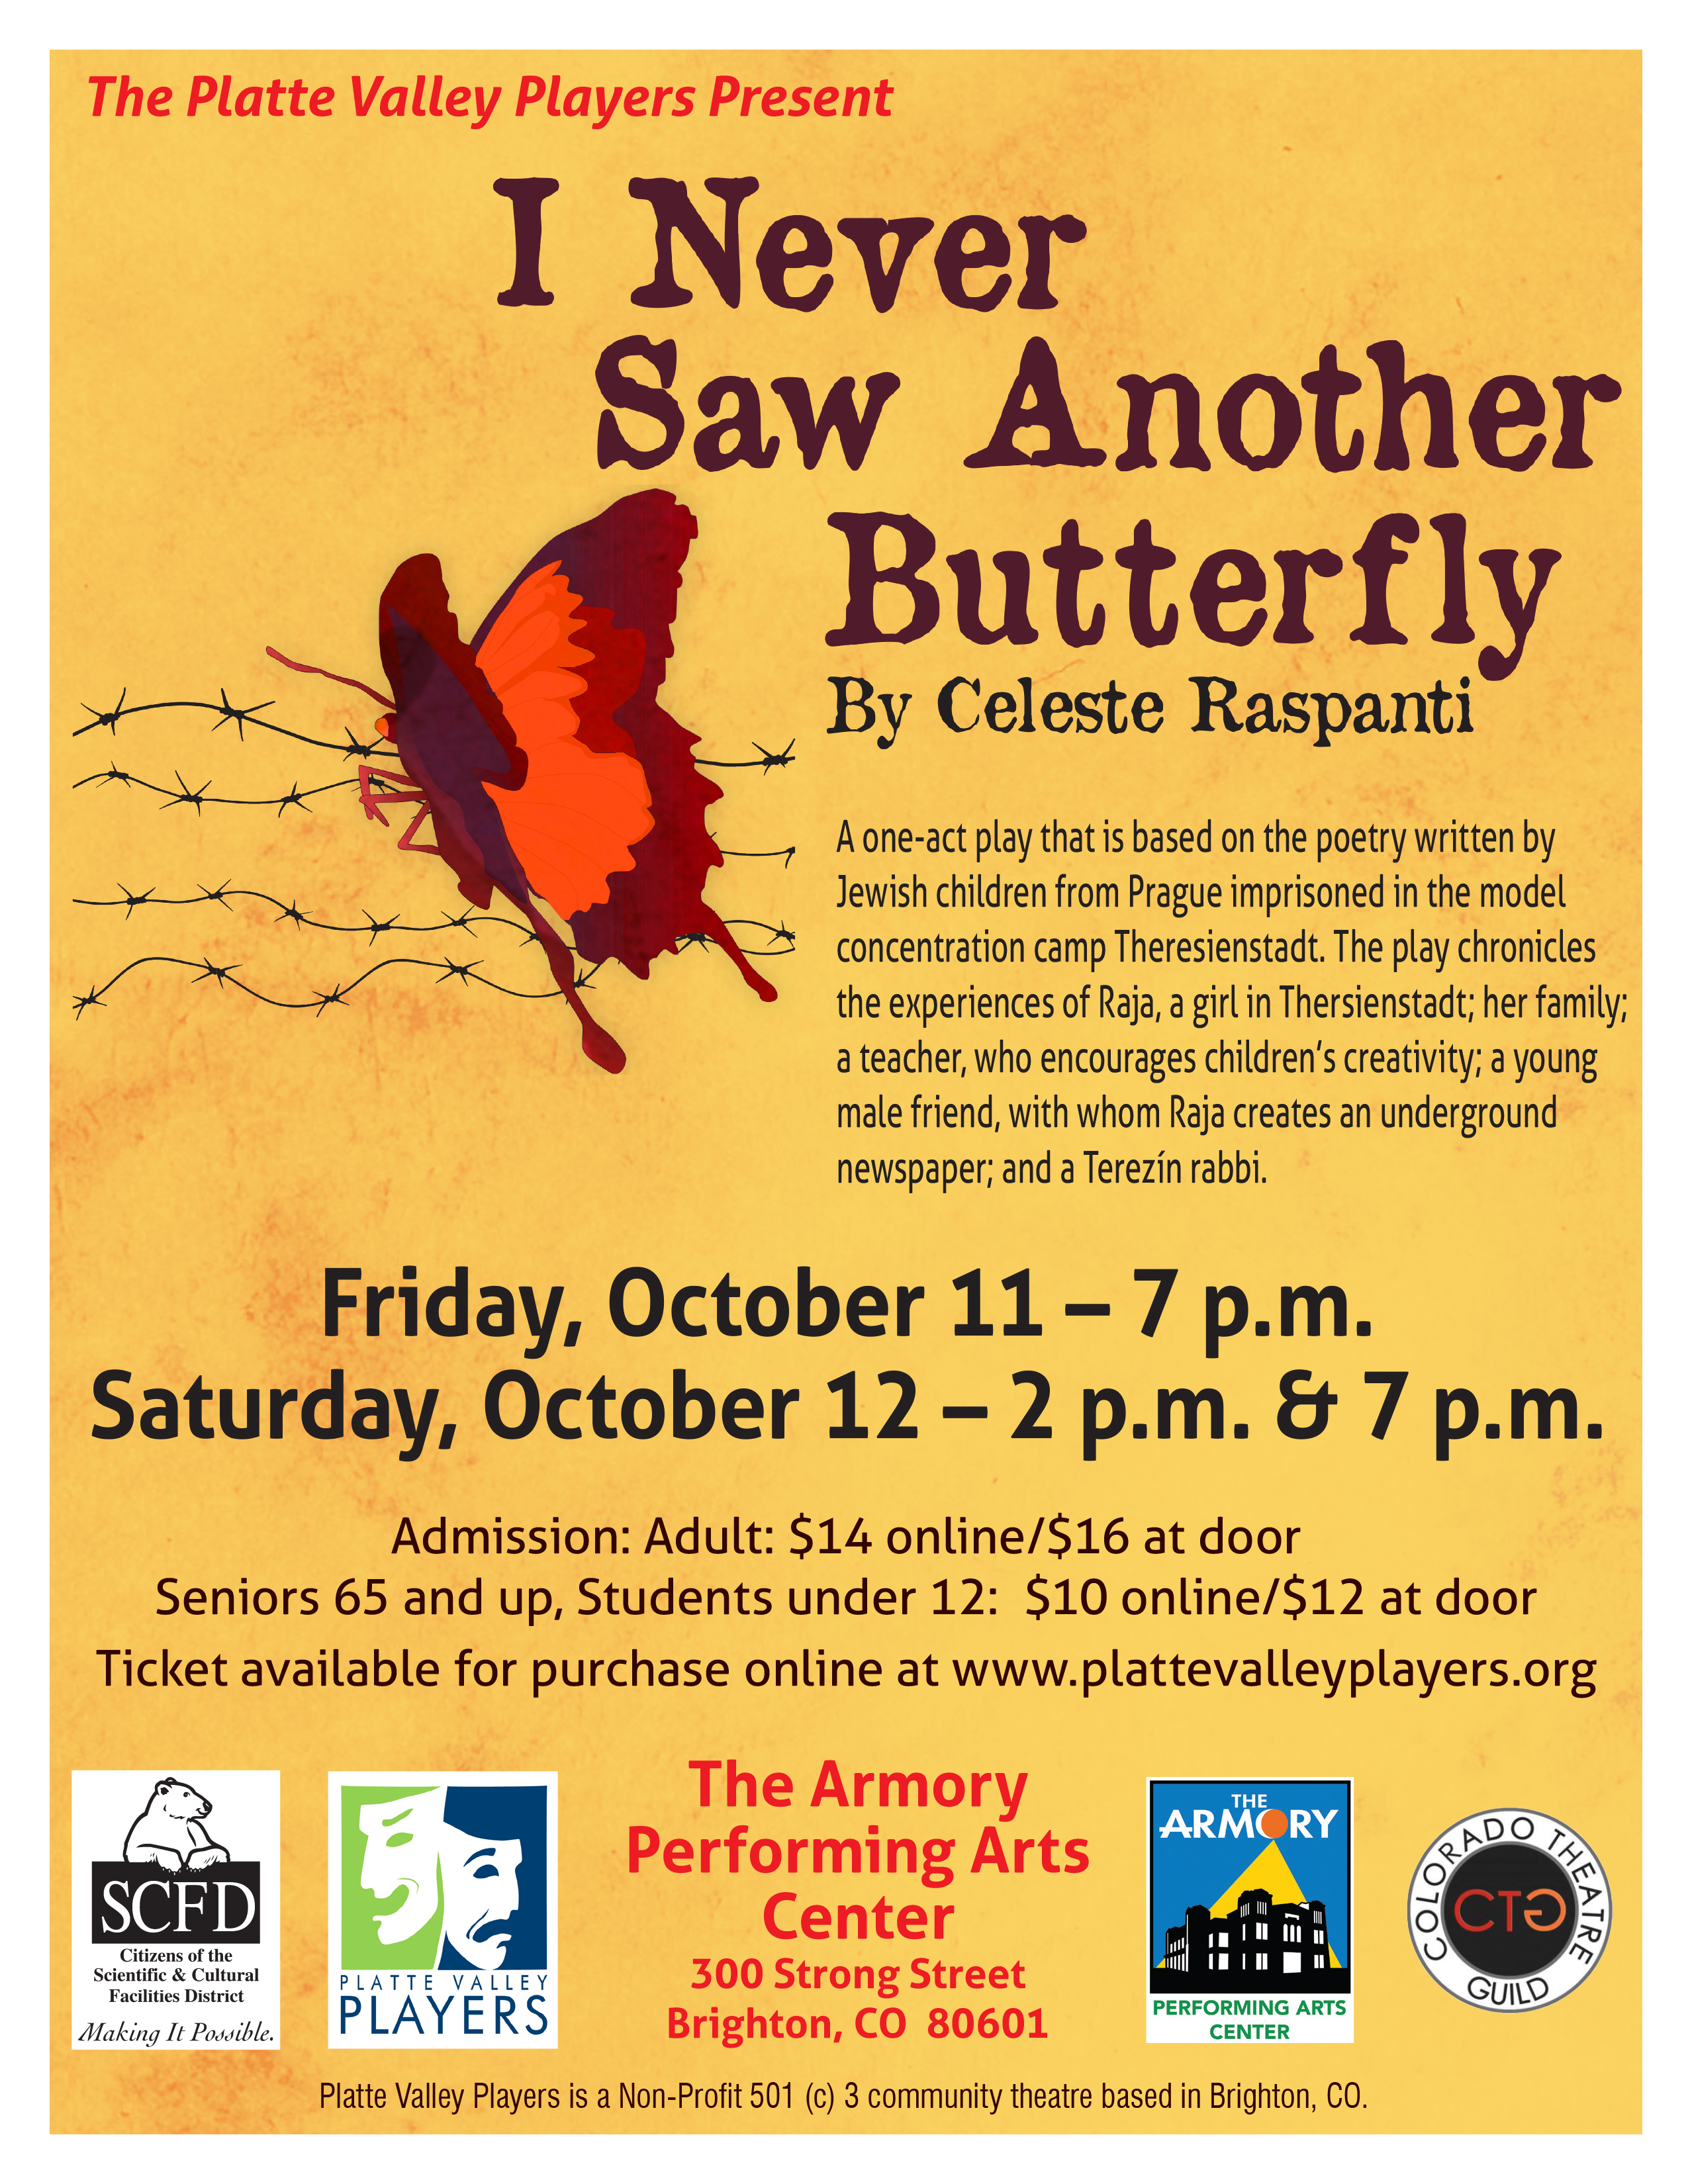 The Platte Valley Players Present
I Never
Saw Another
Butterfly
By Celeste Raspanti
A one-act play that is based on the poetry written by
Jewish children from Prague imprisoned in the model
concentration camp Theresienstadt. The play chronicles
the experiences of Raja, a girl in Thersienstadt; her family;
a teacher, who encourages children’s creativity; a young
male friend, with whom Raja creates an underground
newspaper; and a Terezín rabbi.
Friday, October 11 – 7 p.m.
Saturday, October 12 – 2 p.m. & 7 p.m.
Admission: Adult: $14 online/$16 at door
Seniors 65 and up, Students under 12:  $10 online/$12 at door
Ticket available for purchase online at www.plattevalleyplayers.org
SCFD
Citizens of the
Scientific & Cultural
Facilities District
Making It Possible.
PLATTE VALLEY
PLAYERS
The Armory
Performing Arts
Center
300 Strong Street
Brighton, CO  80601
THE
ARMORY
PERFORMING ARTS
CENTER
COLORADO THEATRE
CTG
GUILD
Platte Valley Players is a Non-Profit 501 (c) 3 community theatre based in Brighton, CO.